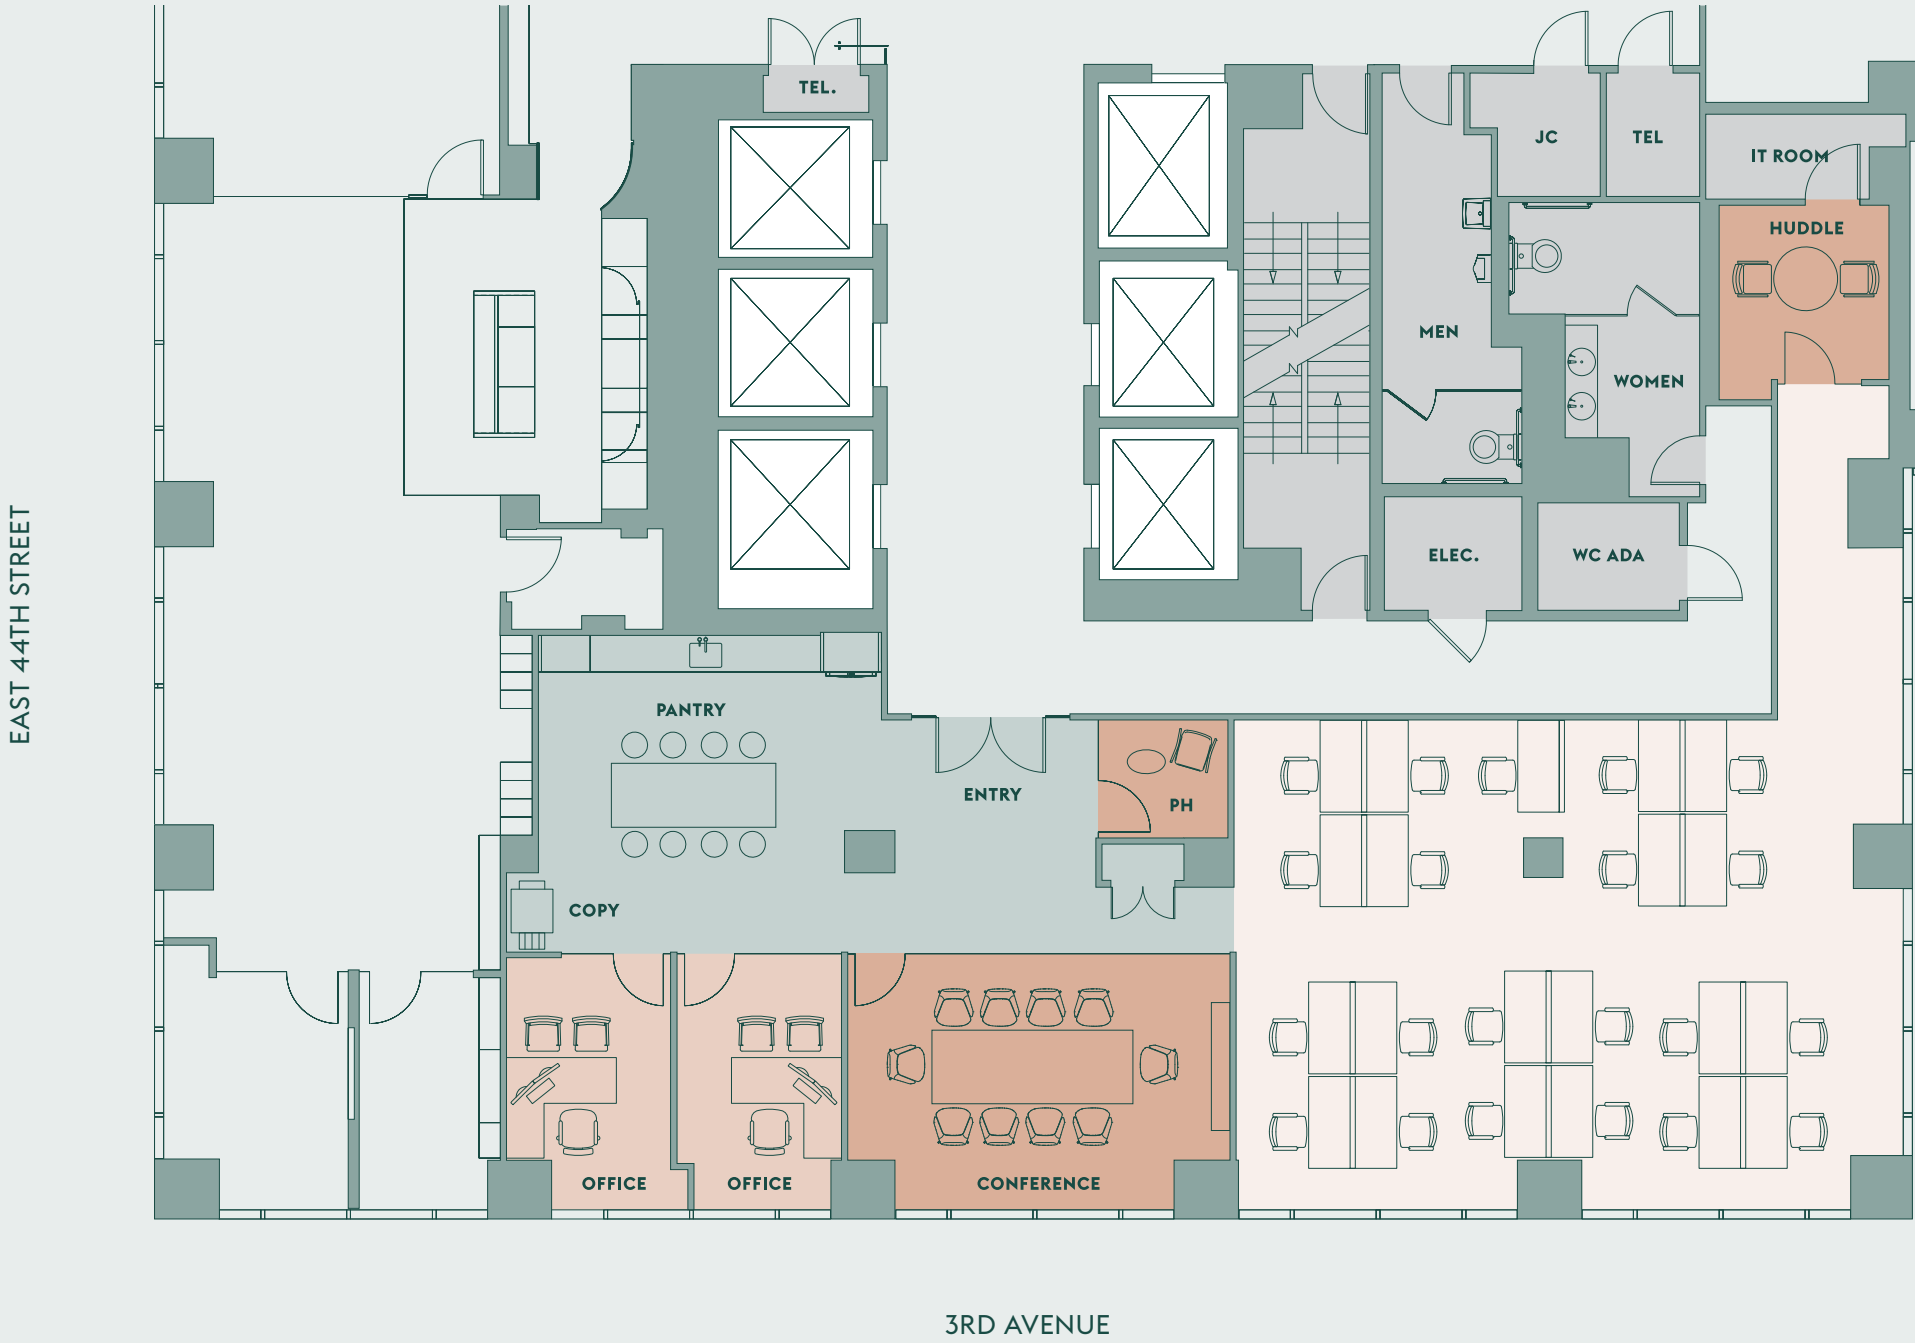 TEL.
JC
TEL
IT ROOM
HUDDLE
MEN
WOMEN
ELEC.
WC ADA
EAST 44TH STREET
PANTRY
ENTRY
PH
COPY
OFFICE
OFFICE
CONFERENCE
3RD AVENUE